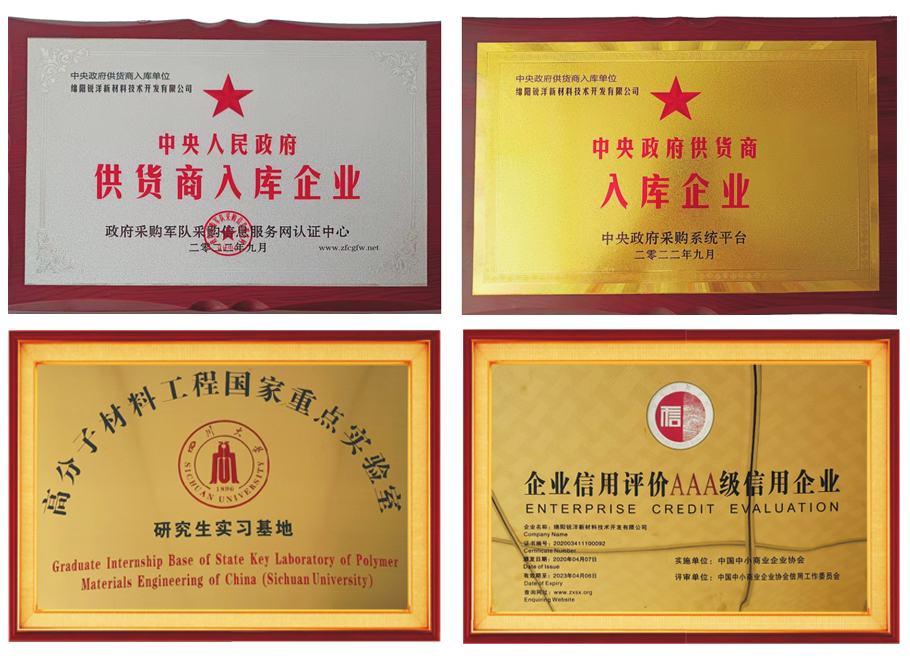 中央政府供货商入库单位
绵阳锐洋新材料技术开发有限公司
中央人民政府
供货商入库企业
政府采购军队采购信息服务网认证中心
二零二二年九月
www.zfcgfw.net
中央政府供货商入库单位
绵阳锐洋新材料技术开发有限公司
中央政府供货商
入库企业
中央政府采购系统平台
二零二二年九月
高分子材料工程国家重点实验室
四川大学
1896
SICHUAN UNIVERSITY
研究生实习基地
Graduate Internship Base of State Key Laboratory of Polymer
Materials Engineering of China (Sichuan University)
信
企业信用评价AAA级信用企业
ENTERPRISE CREDIT EVALUATION
企业名称：绵阳锐洋新材料技术开发有限公司
Company Name
证书编号：202003411100092
Certificate Number
颁发日期：2020年04月07日
Date of Issue
有效期至：2023年04月06日
Date of Expiry
查询网址：www.zxsx.org
Enquiring Website
实施单位：中国中小商业企业协会
评审单位：中国中小商业企业协会信用工作委员会